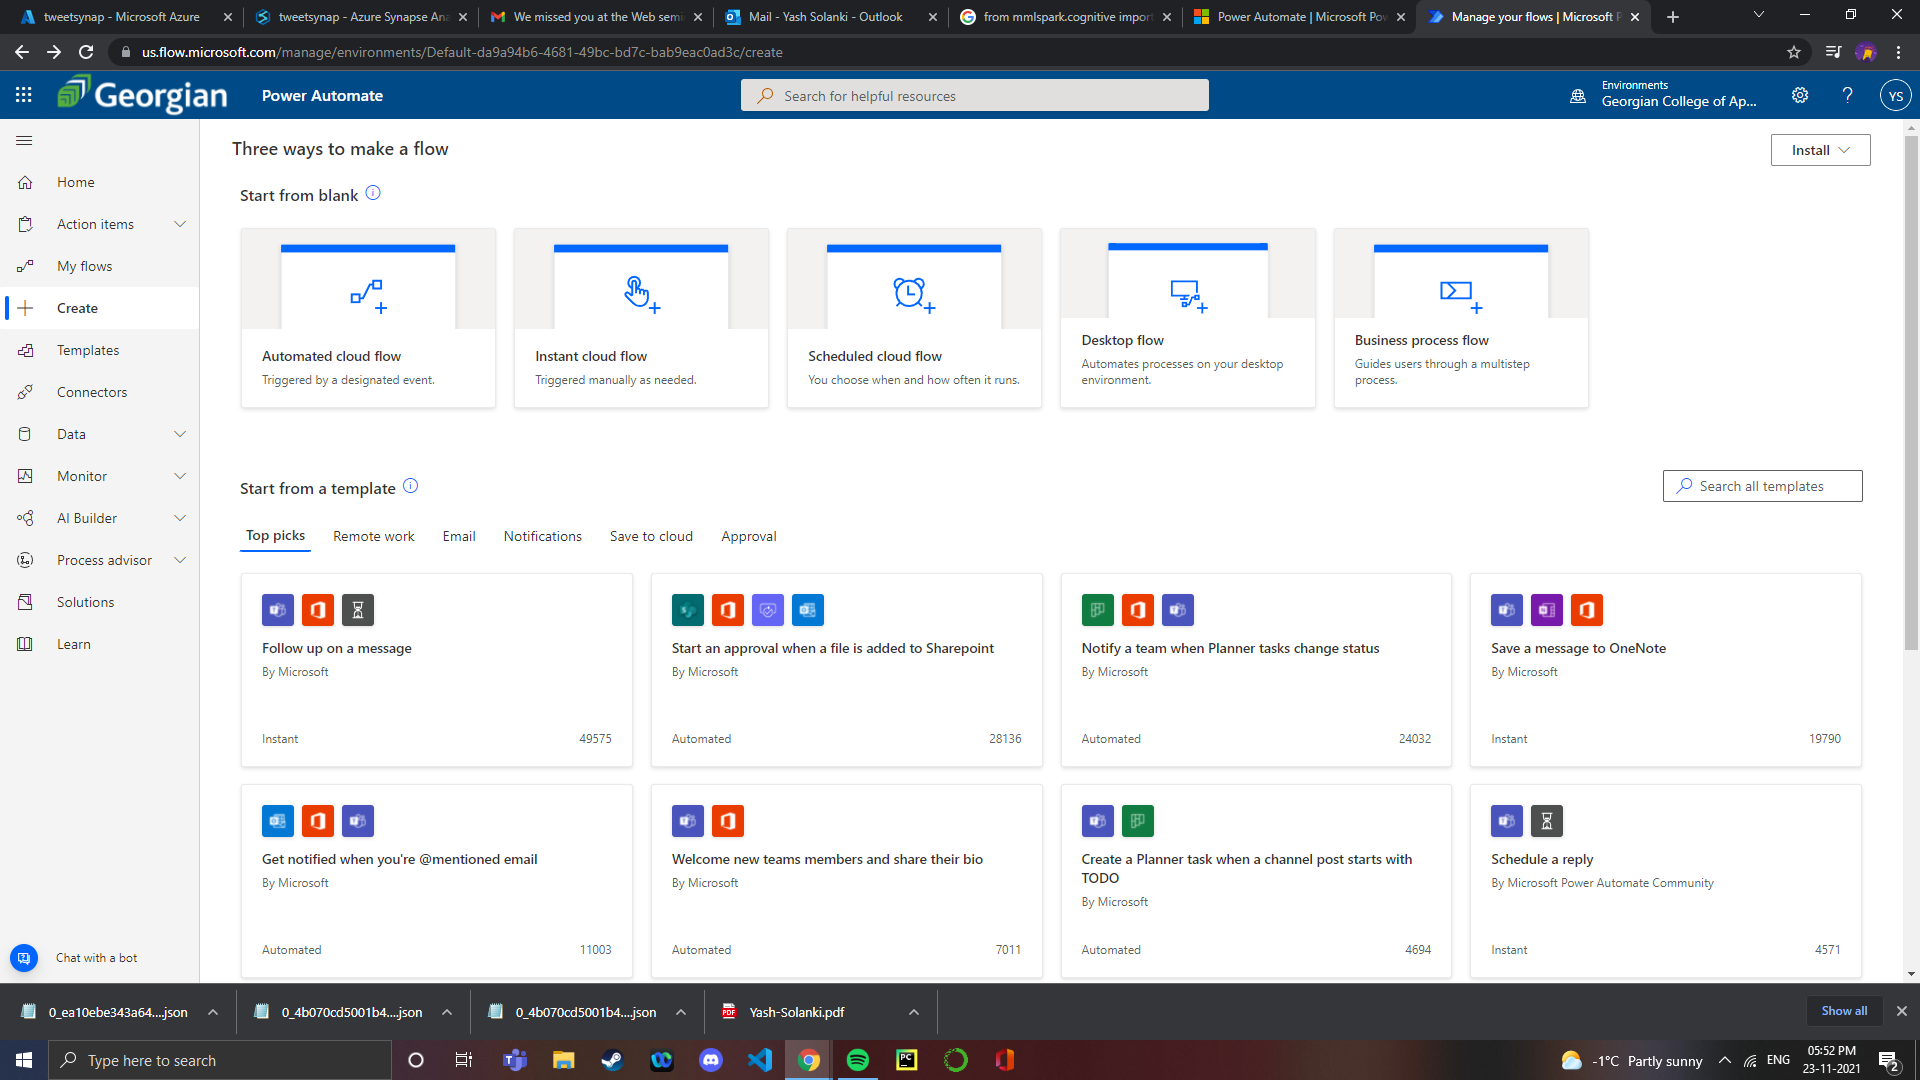 tweetsynap - Microsoft Azure
tweetsynap - Azure Synapse Ana
We missed you at the Web semi
Mail - Yash Solanki - Outlook
from mmlspark.cognitive import
Power Automate | Microsoft Po
Manage your flows | Microsoft P
us.flow.microsoft.com/manage/environments/Default-da9a94b6-4681-49bc-bd7c-bab9eac0ad3c/create
Georgian
Power Automate
Search for helpful resources
Environments
Georgian College of Ap...
?
YS
Home
Action items
My flows
Create
Templates
Connectors
Data
Monitor
AI Builder
Process advisor
Solutions
Learn
Chat with a bot
Three ways to make a flow
Install
Start from blank
Automated cloud flow
Triggered by a designated event.
Instant cloud flow
Triggered manually as needed.
Scheduled cloud flow
You choose when and how often it runs.
Desktop flow
Automates processes on your desktop
environment.
Business process flow
Guides users through a multistep
process.
Start from a template
Search all templates
Top picks
Remote work
Email
Notifications
Save to cloud
Approval
Follow up on a message
By Microsoft
Instant
49575
Start an approval when a file is added to Sharepoint
By Microsoft
Automated
28136
Notify a team when Planner tasks change status
By Microsoft
Automated
24032
Save a message to OneNote
By Microsoft
Instant
19790
Get notified when you're @mentioned email
By Microsoft
Automated
11003
Welcome new teams members and share their bio
By Microsoft
Automated
7011
Create a Planner task when a channel post starts with
TODO
By Microsoft
Automated
4694
Schedule a reply
By Microsoft Power Automate Community
Instant
4571
0_ea10ebe343a64....json
0_4b070cd5001b4....json
0_4b070cd5001b4....json
PDF
Yash-Solanki.pdf
Show all
Type here to search
PC
-1°C Partly sunny
ENG
05:52 PM
23-11-2021
2